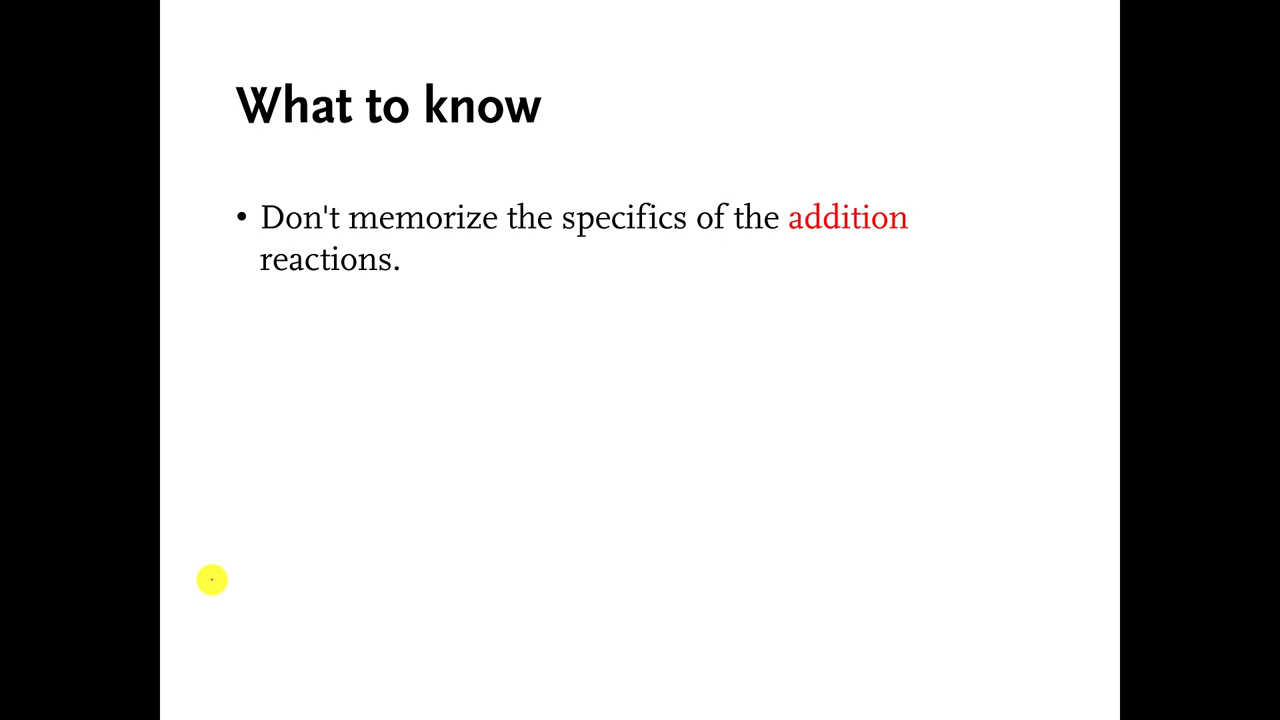 What to know
• Don't memorize the specifics of the addition
reactions.